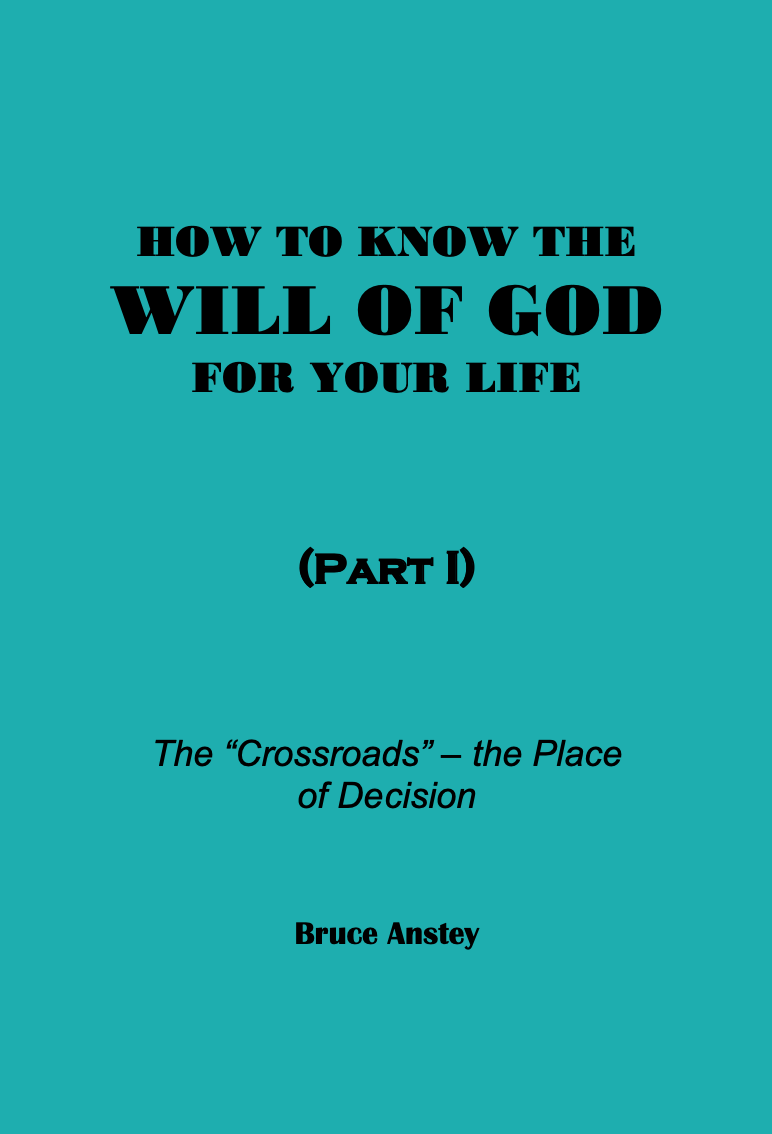 HOW TO KNOW THE
WILL OF GOD
FOR YOUR LIFE
(PART I)
The “Crossroads” – the Place
of Decision
Bruce Anstey